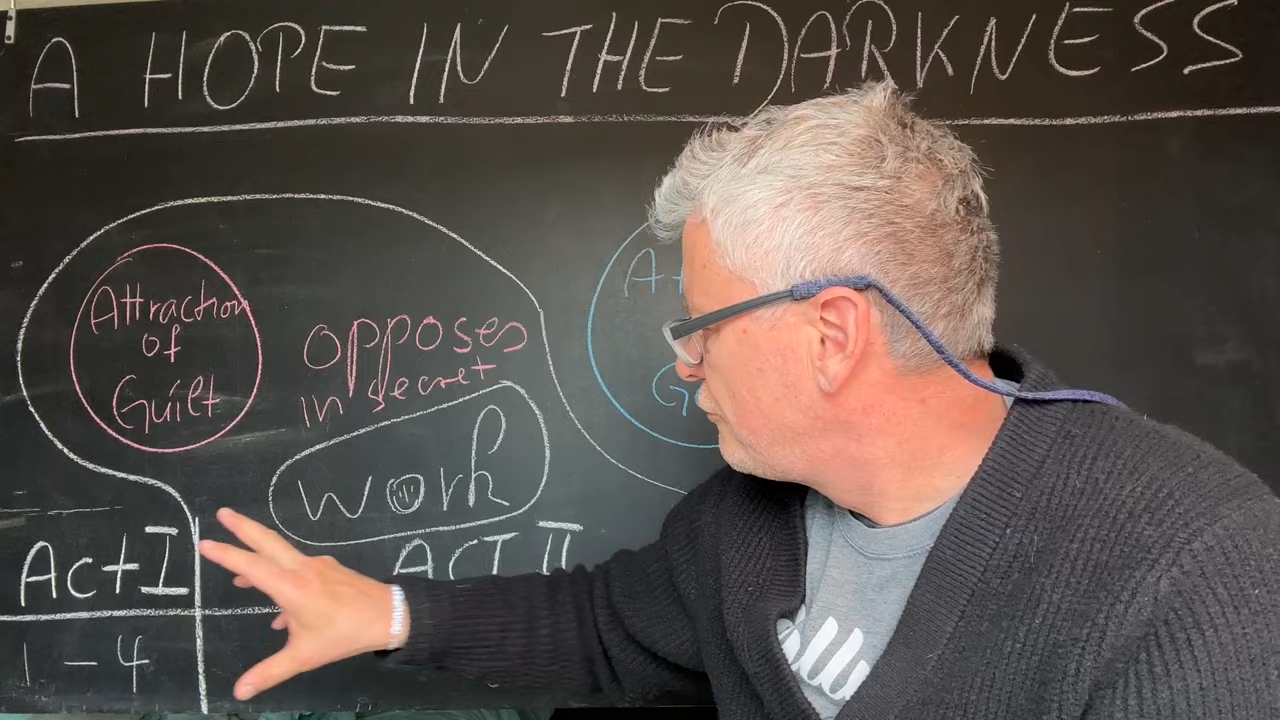 A HOPE IN THE DARKNESS
Attraction
of
Guilt
opposes
in secret
work
Act I
ACT II
1 - 4